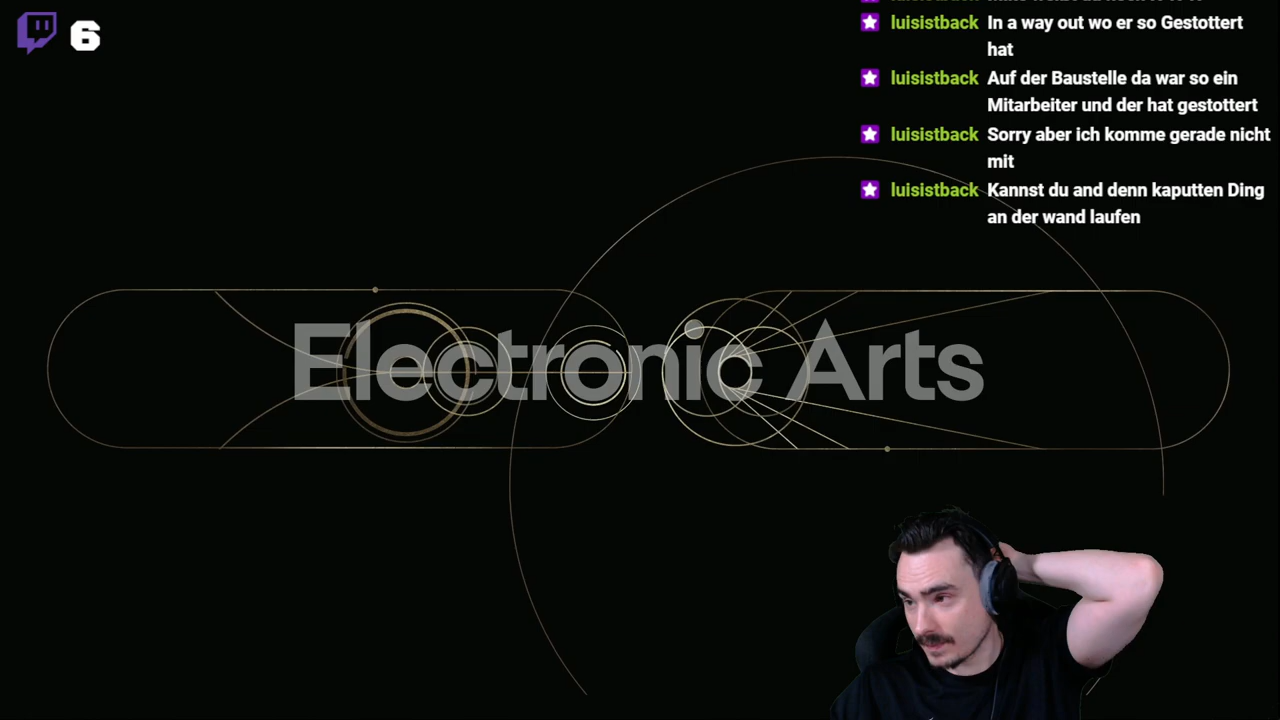 6
luisistback In a way out wo er so Gestottert
hat
luisistback Auf der Baustelle da war so ein
Mitarbeiter und der hat gestottert
luisistback Sorry aber ich komme gerade nicht
mit
luisistback Kannst du and denn kaputten Ding
an der wand laufen
Electronic Arts